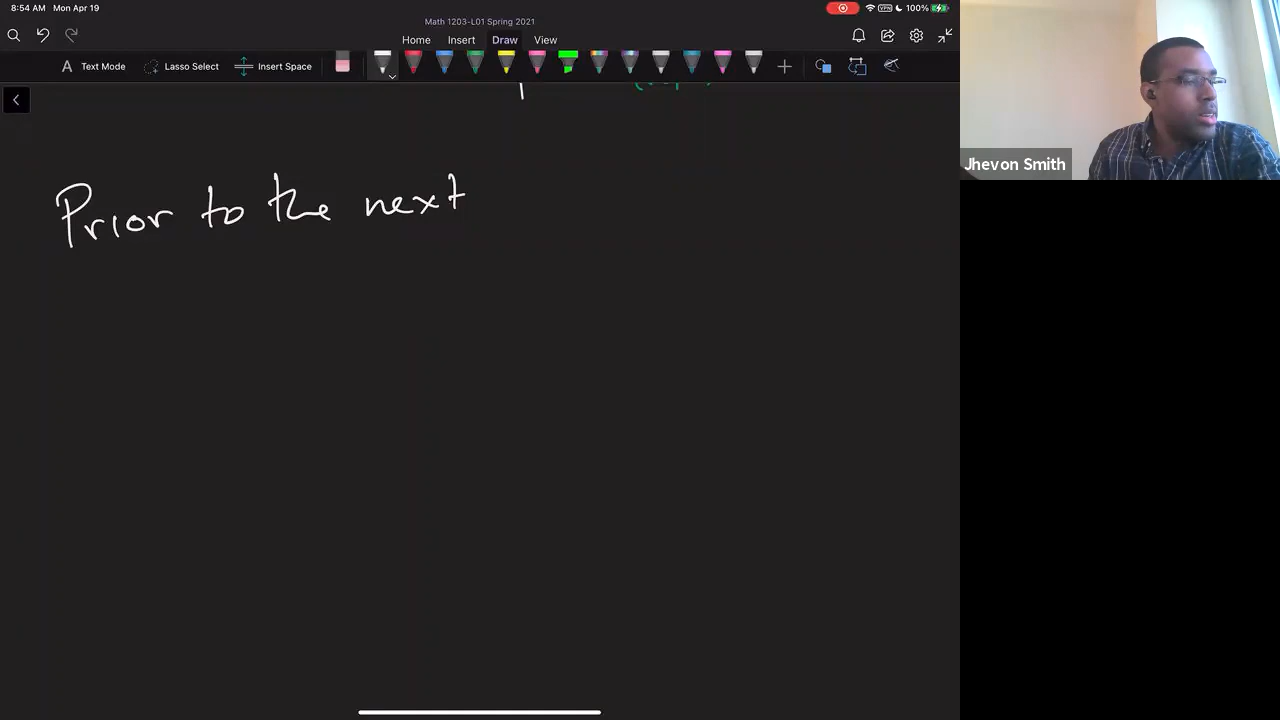 8:54 AM Mon Apr 19
VPN 100%
Math 1203-L01 Spring 2021
Home Insert Draw View
Text Mode Lasso Select Insert Space
Jhevon Smith
Prior to the next